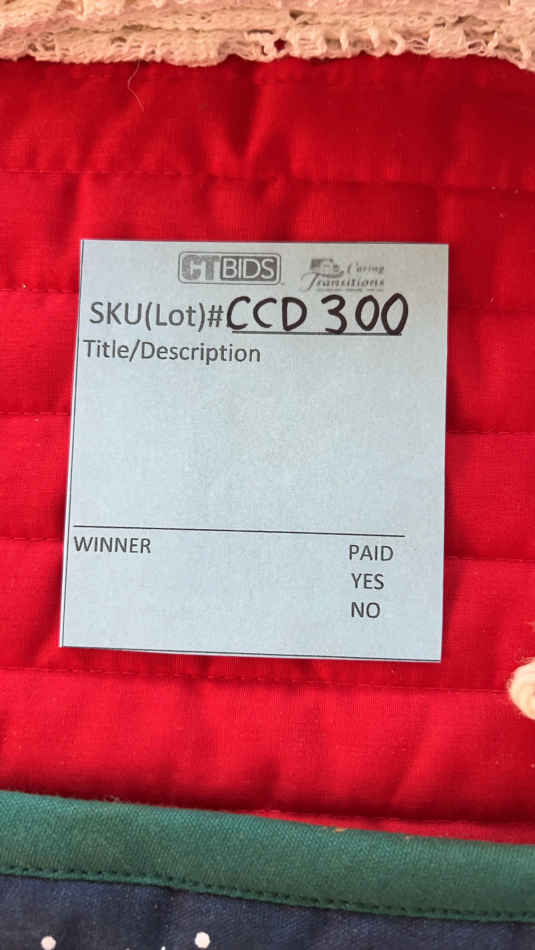 CTBIDS Caring Transitions
SKU(Lot)# CCD 300
Title/Description
WINNER PAID
YES
NO